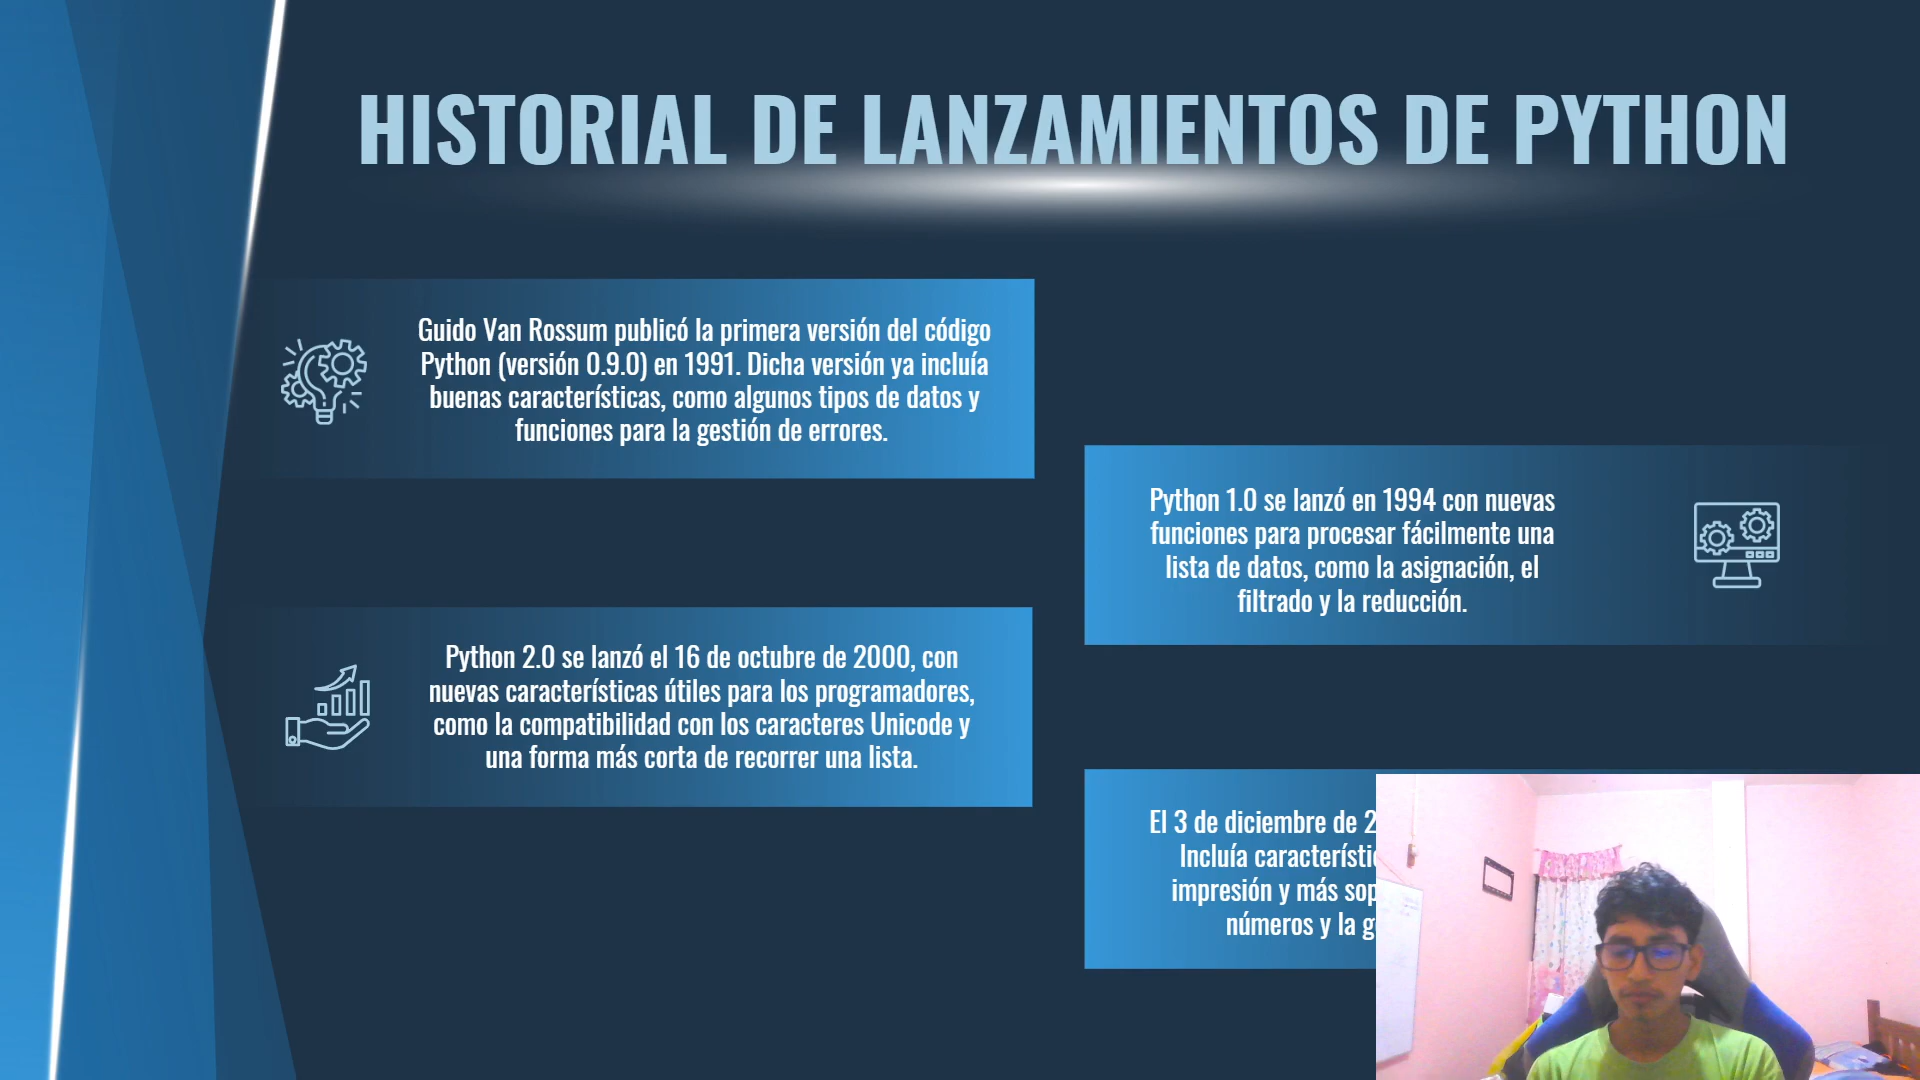 HISTORIAL DE LANZAMIENTOS DE PYTHON
Guido Van Rossum publicó la primera versión del código
Python (versión 0.9.0) en 1991. Dicha versión ya incluía
buenas características, como algunos tipos de datos y
funciones para la gestión de errores.
Python 1.0 se lanzó en 1994 con nuevas
funciones para procesar fácilmente una
lista de datos, como la asignación, el
filtrado y la reducción.
Python 2.0 se lanzó el 16 de octubre de 2000, con
nuevas características útiles para los programadores,
como la compatibilidad con los caracteres Unicode y
una forma más corta de recorrer una lista.
El 3 de diciembre de 2
Incluía
impresión y más
números y la